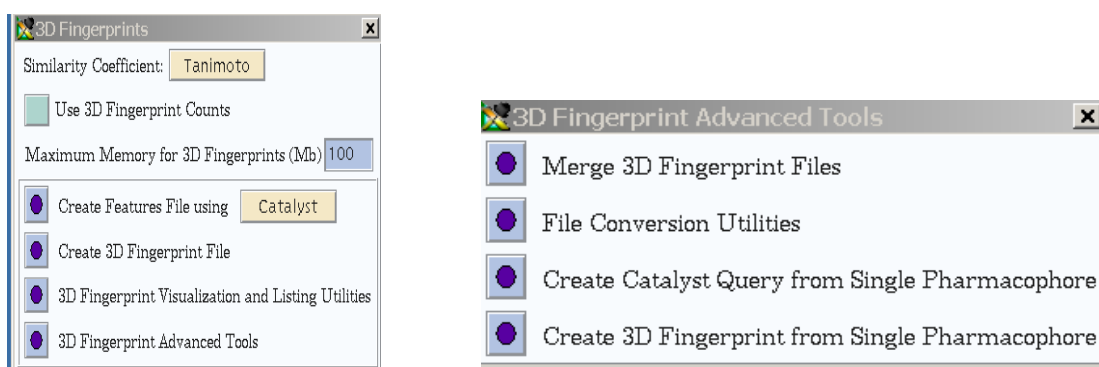 3D Fingerprints
Similarity Coefficient: Tanimoto
Use 3D Fingerprint Counts
Maximum Memory for 3D Fingerprints (Mb) 100
Create Features File using Catalyst
Create 3D Fingerprint File
3D Fingerprint Visualization and Listing Utilities
3D Fingerprint Advanced Tools
3D Fingerprint Advanced Tools
Merge 3D Fingerprint Files
File Conversion Utilities
Create Catalyst Query from Single Pharmacophore
Create 3D Fingerprint from Single Pharmacophore